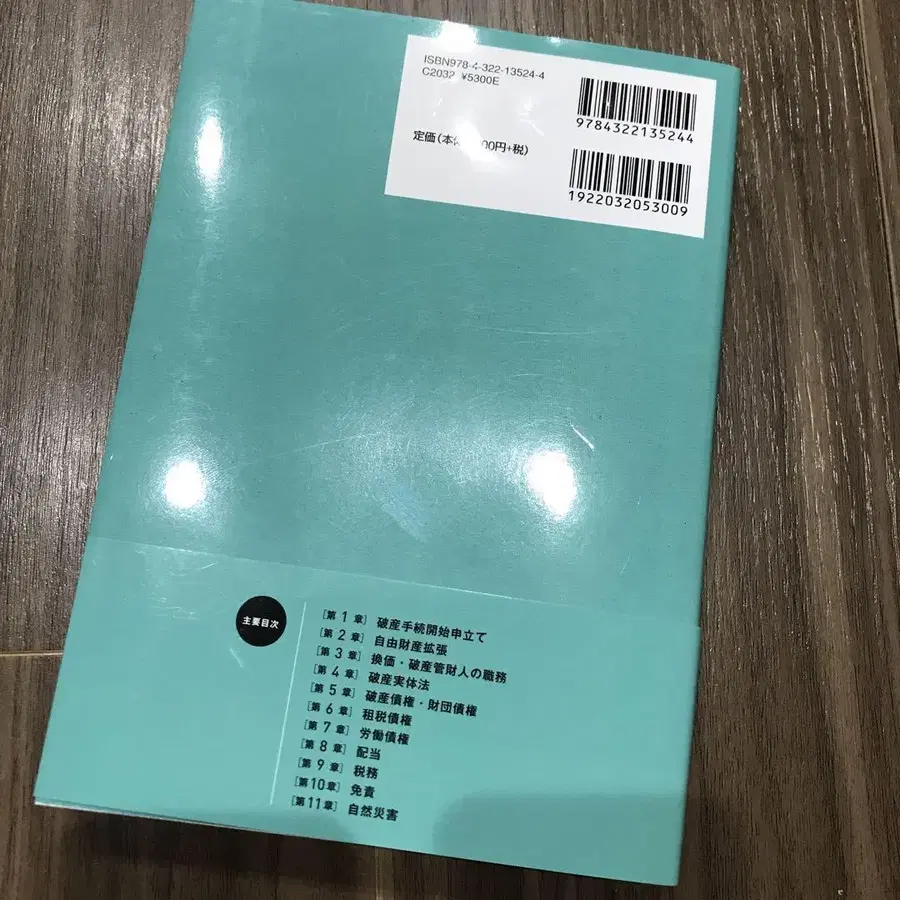 ISBN978-4-322-13524-4
C2032 ¥5300E
9784322135244
定価(本体 00円+税)
1922032053009
主要目次
[第1章] 破産手続開始申立て
[第2章] 自由財産拡張
[第3章] 換価・破産管財人の職務
[第4章] 破産実体法
[第5章] 破産債権・財団債権
[第6章] 租税債権
[第7章] 労働債権
[第8章] 配当
[第9章] 税務
[第10章] 免責
[第11章] 自然災害